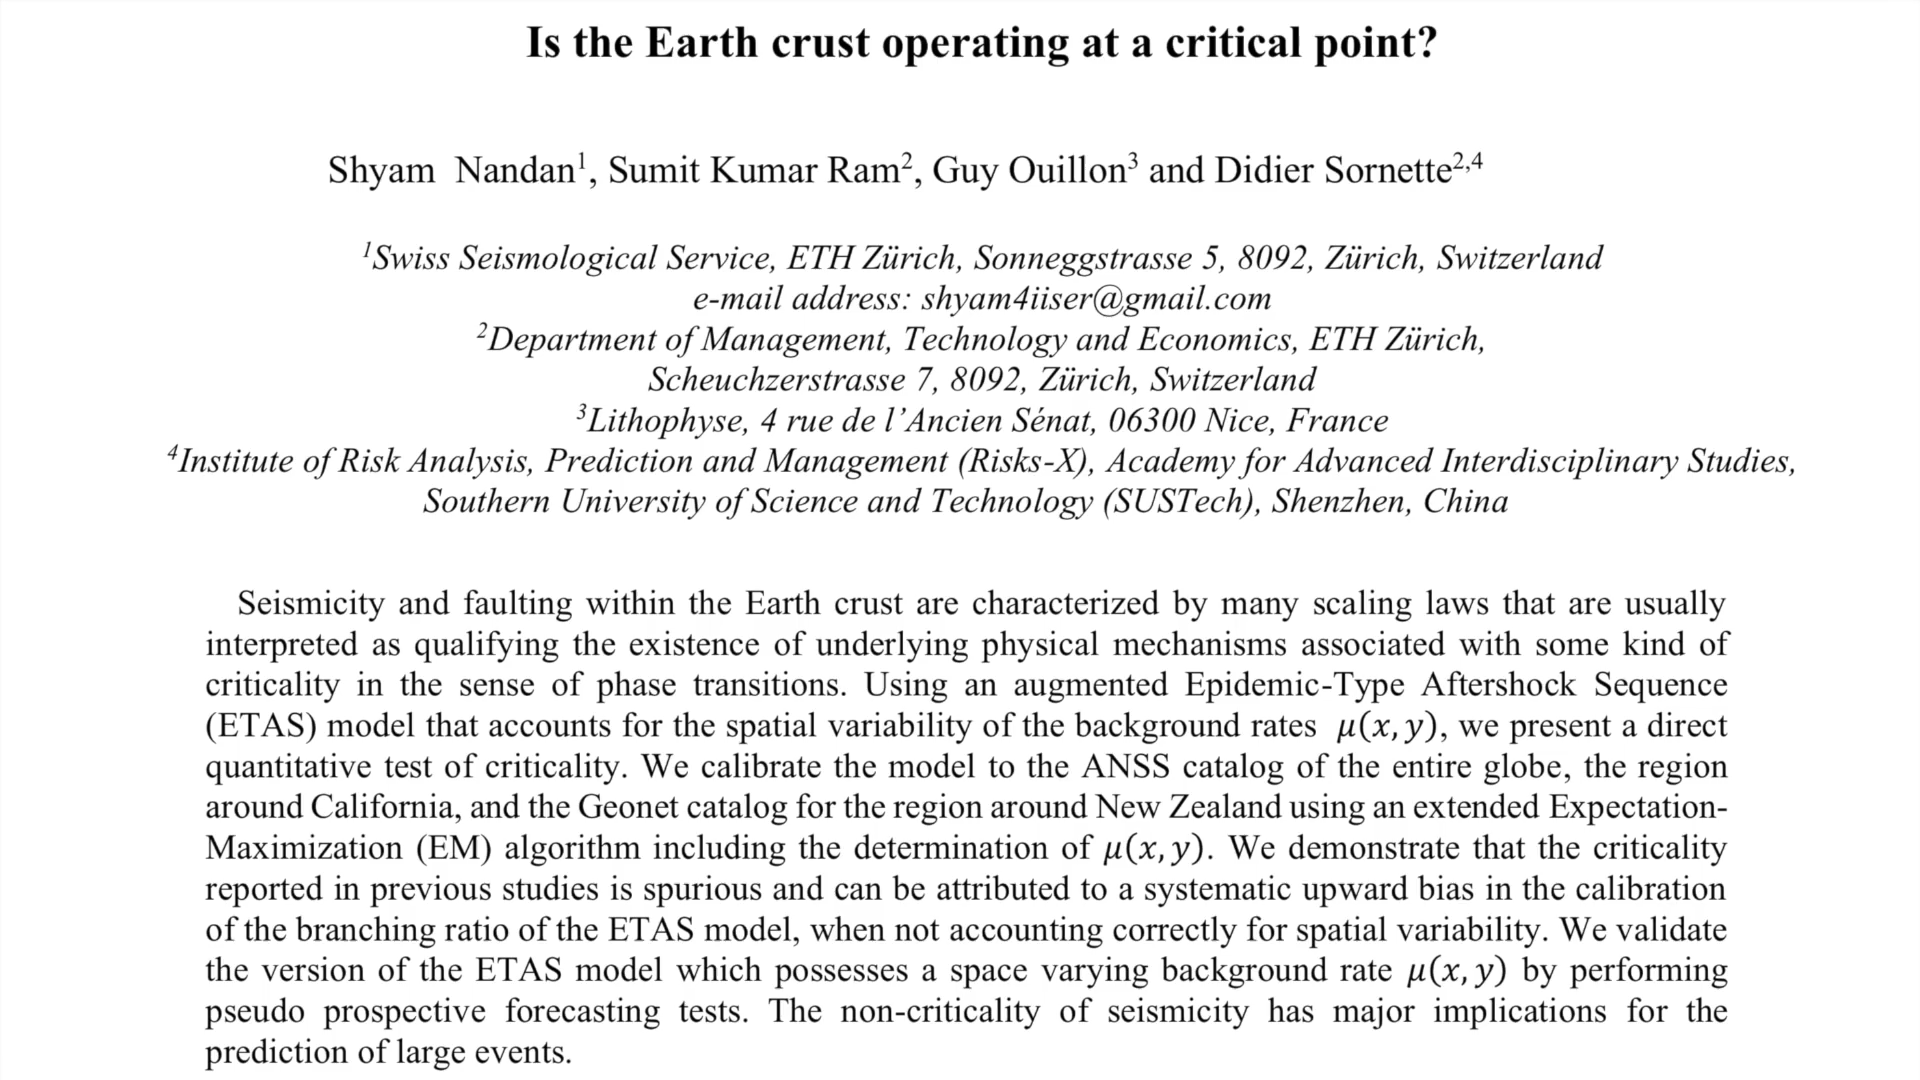 Is the Earth crust operating at a critical point?
Shyam Nandan¹, Sumit Kumar Ram², Guy Ouillon³ and Didier Sornette²,⁴
¹Swiss Seismological Service, ETH Zürich, Sonneggstrasse 5, 8092, Zürich, Switzerland
e-mail address: shyam4iiser@gmail.com
²Department of Management, Technology and Economics, ETH Zürich,
Scheuchzerstrasse 7, 8092, Zürich, Switzerland
³Lithophyse, 4 rue de l’Ancien Sénat, 06300 Nice, France
⁴Institute of Risk Analysis, Prediction and Management (Risks-X), Academy for Advanced Interdisciplinary Studies,
Southern University of Science and Technology (SUSTech), Shenzhen, China
Seismicity and faulting within the Earth crust are characterized by many scaling laws that are usually
interpreted as qualifying the existence of underlying physical mechanisms associated with some kind of
criticality in the sense of phase transitions. Using an augmented Epidemic-Type Aftershock Sequence
(ETAS) model that accounts for the spatial variability of the background rates μ(x, y), we present a direct
quantitative test of criticality. We calibrate the model to the ANSS catalog of the entire globe, the region
around California, and the Geonet catalog for the region around New Zealand using an extended Expectation-
Maximization (EM) algorithm including the determination of μ(x, y). We demonstrate that the criticality
reported in previous studies is spurious and can be attributed to a systematic upward bias in the calibration
of the branching ratio of the ETAS model, when not accounting correctly for spatial variability. We validate
the version of the ETAS model which possesses a space varying background rate μ(x, y) by performing
pseudo prospective forecasting tests. The non-criticality of seismicity has major implications for the
prediction of large events.